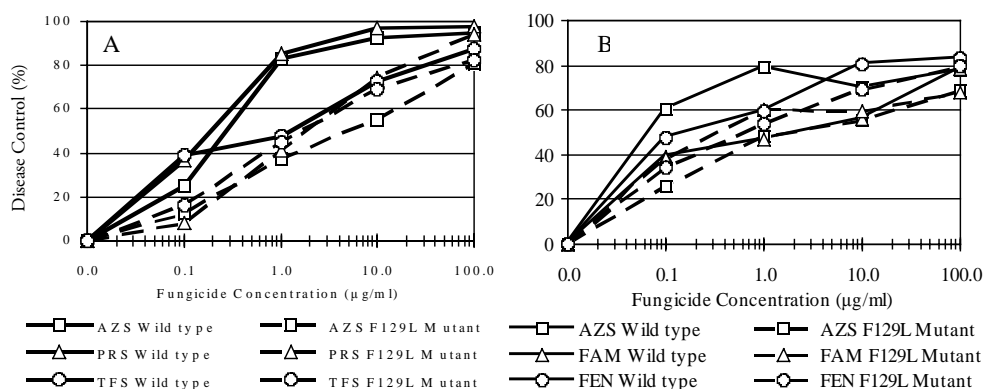 A
Disease Control (%)
100
80
60
40
20
0
0.0 0.1 1.0 10.0 100.0
Fungicide Concentration (µg/ml)
AZS Wild type AZS F129L Mutant
PRS Wild type PRS F129L Mutant
TFS Wild type TFS F129L Mutant
B
100
80
60
40
20
0
0.0 0.1 1.0 10.0 100.0
Fungicide Concentration (µg/ml)
AZS Wild type AZS F129L Mutant
FAM Wild type FAM F129L Mutant
FEN Wild type FEN F129L Mutant